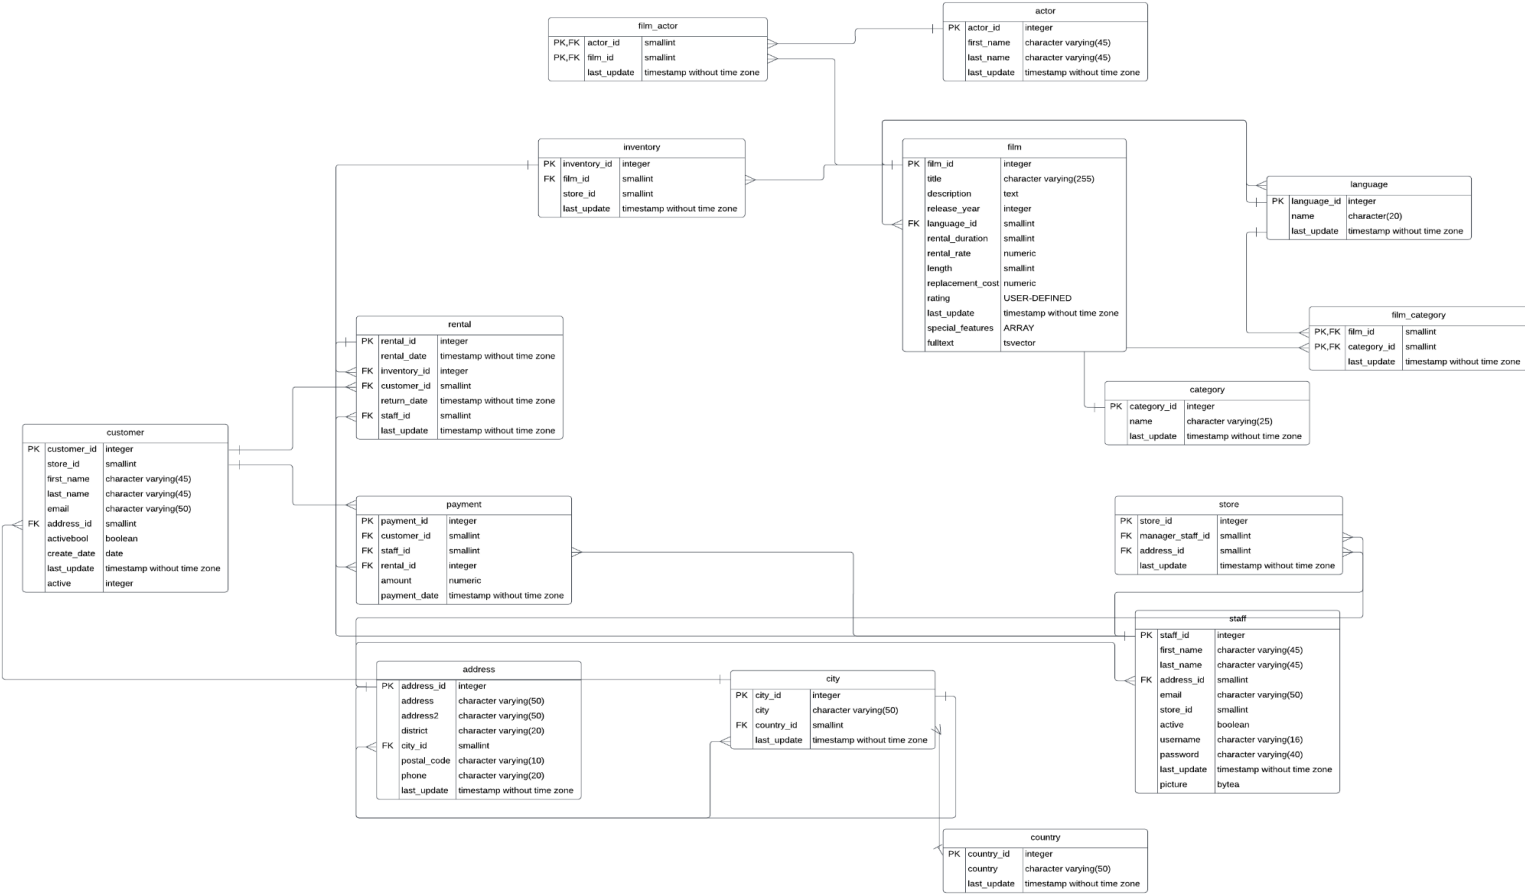 actor
PK actor_id integer
first_name character varying(45)
last_name character varying(45)
last_update timestamp without time zone
film_actor
PK,FK actor_id smallint
PK,FK film_id smallint
last_update timestamp without time zone
inventory
PK inventory_id integer
FK film_id smallint
store_id smallint
last_update timestamp without time zone
film
PK film_id integer
title character varying(255)
description text
release_year integer
FK language_id smallint
rental_duration smallint
rental_rate numeric
length smallint
replacement_cost numeric
rating USER-DEFINED
last_update timestamp without time zone
special_features ARRAY
fulltext tsvector
language
PK language_id integer
name character(20)
last_update timestamp without time zone
film_category
PK,FK film_id smallint
PK,FK category_id smallint
last_update timestamp without time zone
rental
PK rental_id integer
rental_date timestamp without time zone
FK inventory_id integer
FK customer_id smallint
return_date timestamp without time zone
FK staff_id smallint
last_update timestamp without time zone
category
PK category_id integer
name character varying(25)
last_update timestamp without time zone
customer
PK customer_id integer
store_id smallint
first_name character varying(45)
last_name character varying(45)
email character varying(50)
FK address_id smallint
activebool boolean
create_date date
last_update timestamp without time zone
active integer
payment
PK payment_id integer
FK customer_id smallint
FK staff_id smallint
FK rental_id integer
amount numeric
payment_date timestamp without time zone
store
PK store_id integer
FK manager_staff_id smallint
FK address_id smallint
last_update timestamp without time zone
staff
PK staff_id integer
first_name character varying(45)
last_name character varying(45)
FK address_id smallint
email character varying(50)
store_id smallint
active boolean
username character varying(16)
password character varying(40)
last_update timestamp without time zone
picture bytea
address
PK address_id integer
address character varying(50)
address2 character varying(50)
district character varying(20)
FK city_id smallint
postal_code character varying(10)
phone character varying(20)
last_update timestamp without time zone
city
PK city_id integer
city character varying(50)
FK country_id smallint
last_update timestamp without time zone
country
PK country_id integer
country character varying(50)
last_update timestamp without time zone